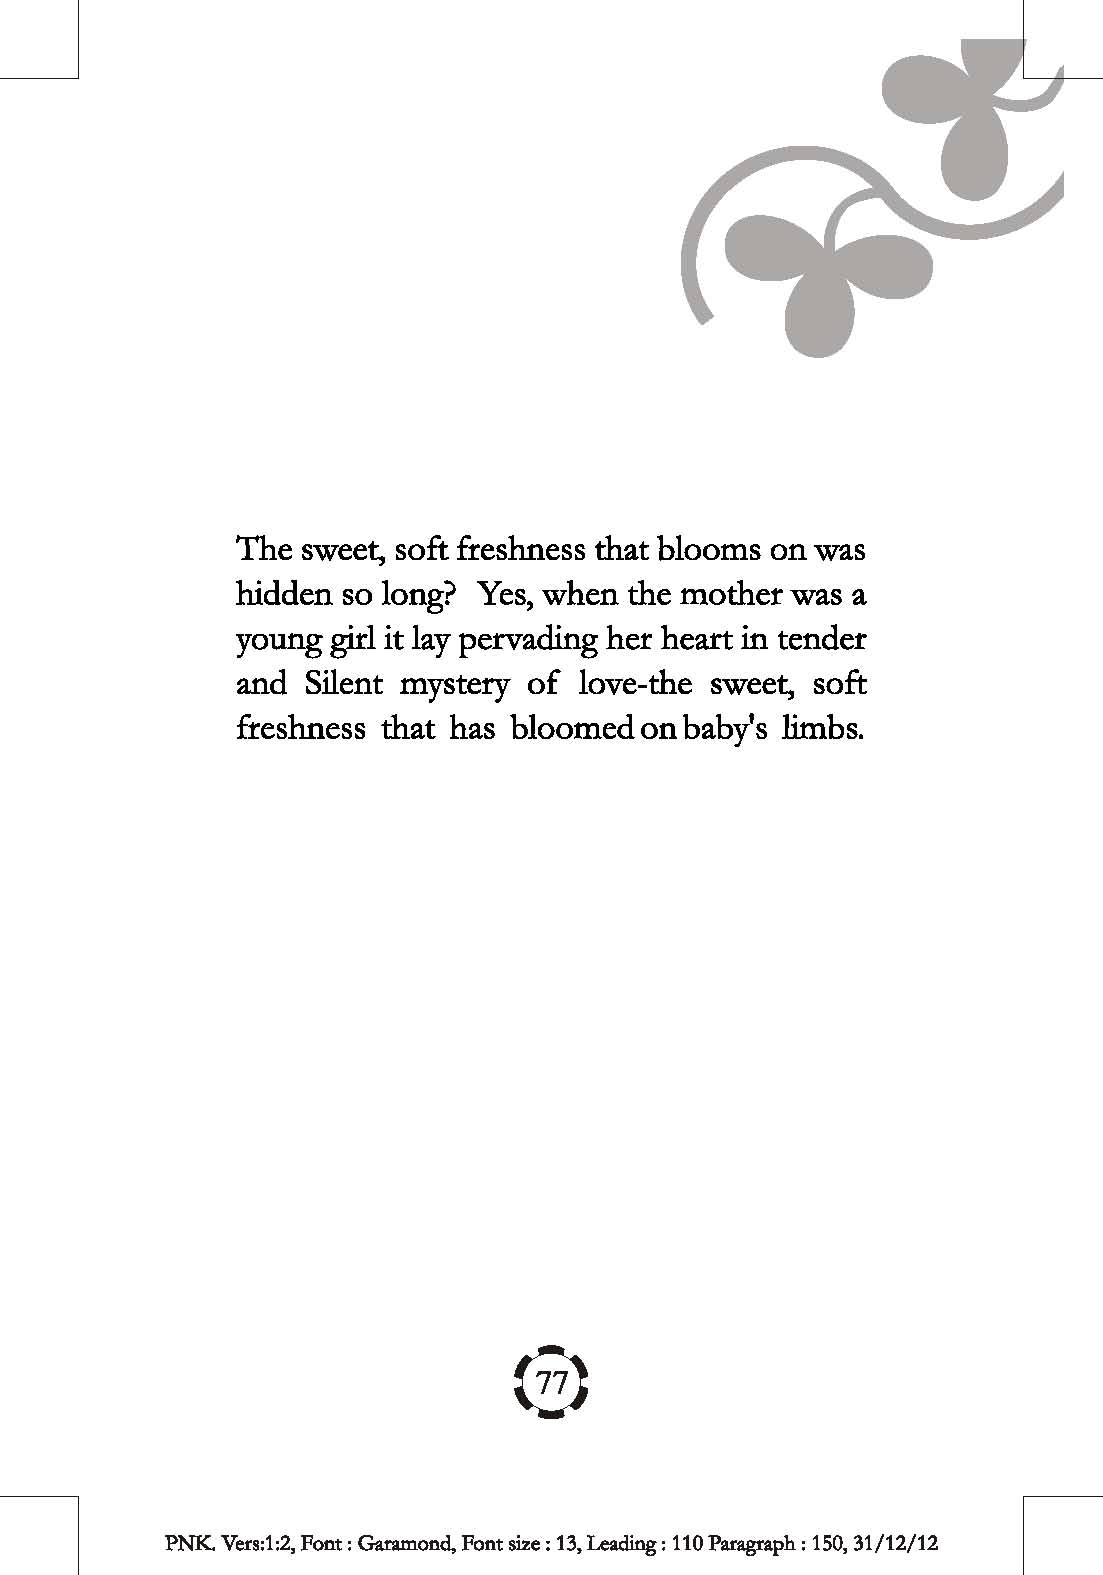 The sweet, soft freshness that blooms on was
hidden so long? Yes, when the mother was a
young girl it lay pervading her heart in tender
and Silent mystery of love-the sweet, soft
freshness that has bloomed on baby's limbs.
77
PNK. Vers:1:2, Font : Garamond, Font size : 13, Leading : 110 Paragraph : 150, 31/12/12